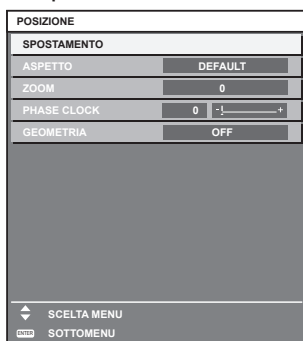 POSIZIONE
SPOSTAMENTO
ASPETTO DEFAULT
ZOOM 0
PHASE CLOCK 0 - +
GEOMETRIA OFF
SCELTA MENU
ENTER SOTTOMENU